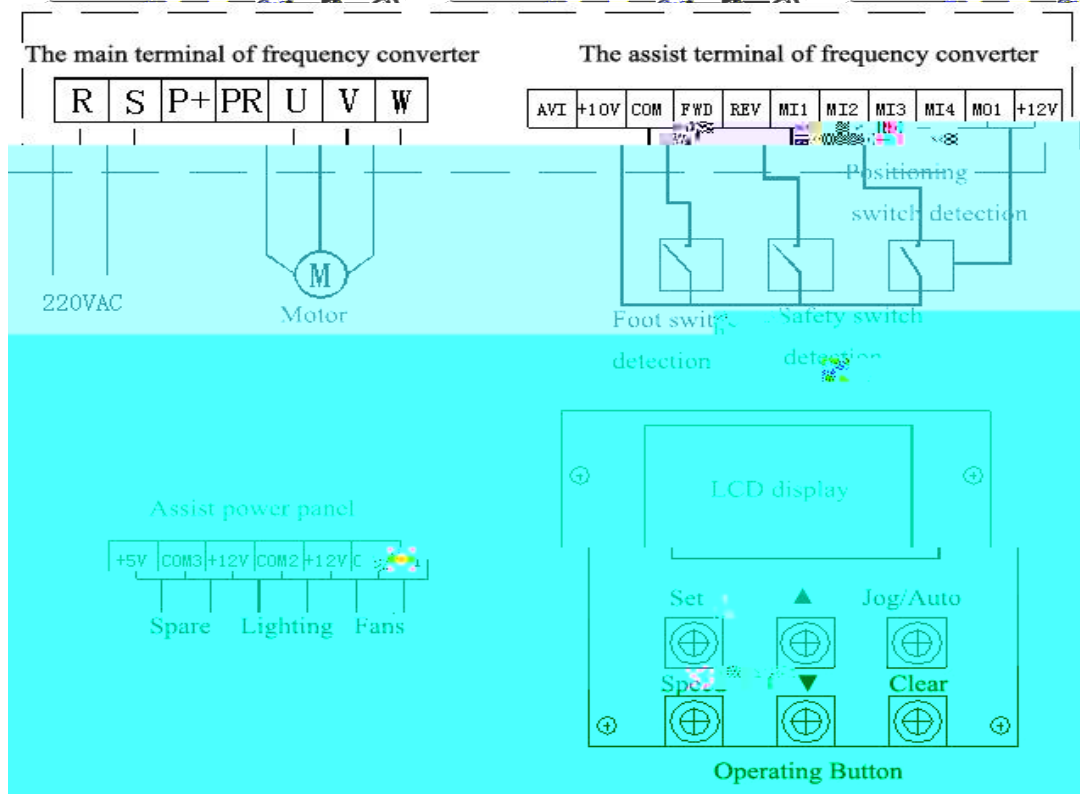 The main terminal of frequency converter
R S P+ PR U V W
The assist terminal of frequency converter
AVI +10V COM FWD REV MI1 MI2 MI3 MI4 MO1 +12V
Positioning
switch detection
220VAC
M
Motor
Foot
detection
Safety switch
detection
LCD display
Assist power panel
+5V COM3 +12V COM2 +12V
Spare Lighting Fans
Set ▲ Jog/Auto
▼ Clear
Operating Button